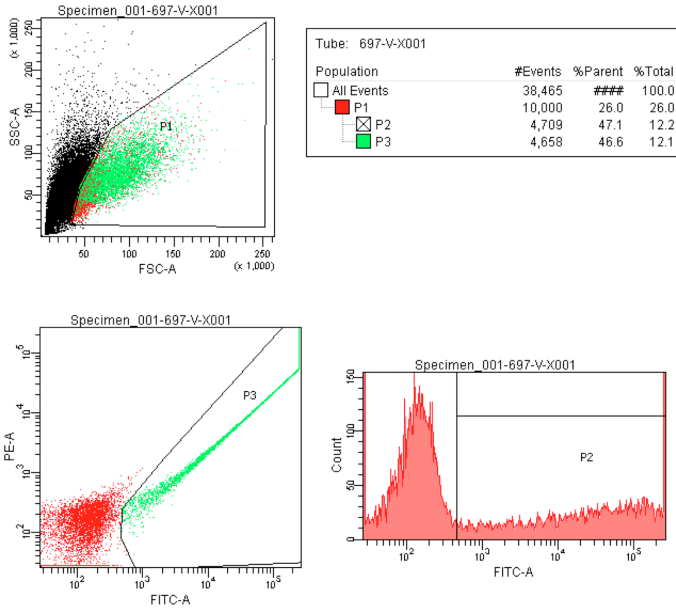 Specimen_001-697-V-X001
(x 1,000)
SSC-A
250
200
150
100
50
P1
50 100 150 200 250
FSC-A
(x 1,000)
Tube: 697-V-X001
Population #Events %Parent %Total
All Events 38,465 #### 100.0
P1 10,000 26.0 26.0
P2 4,709 47.1 12.2
P3 4,658 46.6 12.1
Specimen_001-697-V-X001
PE-A
10^5
10^4
10^3
10^2
P3
10^2 10^3 10^4 10^5
FITC-A
Specimen_001-697-V-X001
Count
150
100
50
0
P2
10^2 10^3 10^4 10^5
FITC-A